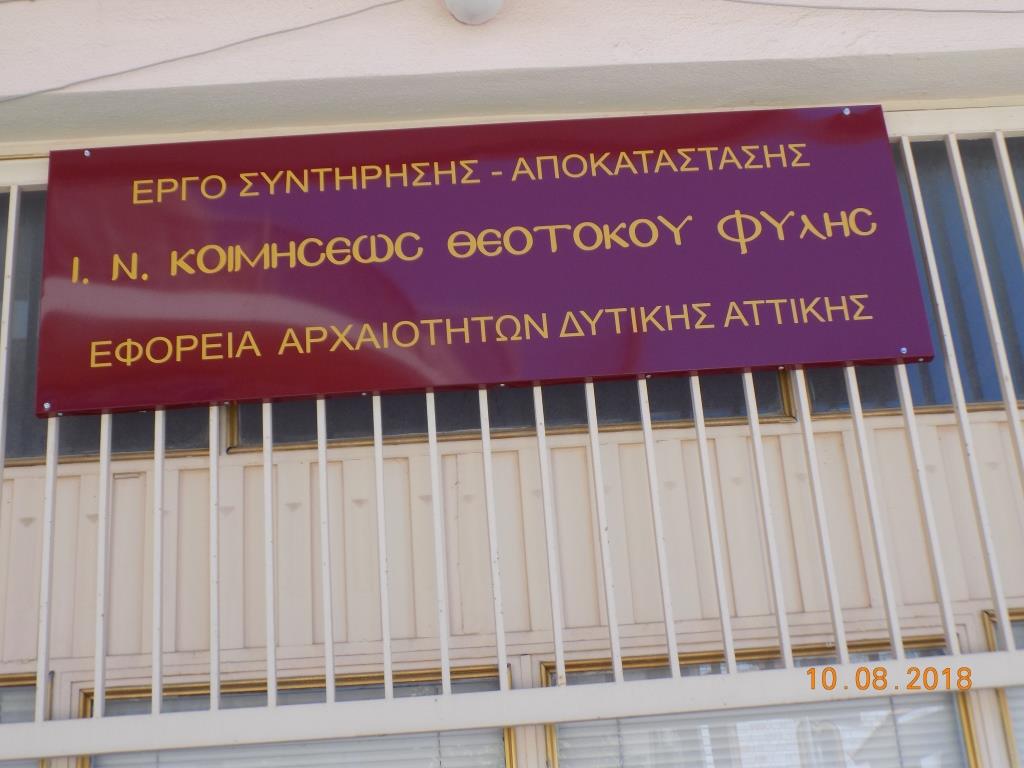 ΕΡΓΟ ΣΥΝΤΗΡΗΣΗΣ - ΑΠΟΚΑΤΑΣΤΑΣΗΣ
Ι. Ν. ΚΟΙΜΗϹΕΩϹ ΘΕΟΤΟΚΟΥ ΦΥΛΗϹ
ΕΦΟΡΕΙΑ ΑΡΧΑΙΟΤΗΤΩΝ ΔΥΤΙΚΗΣ ΑΤΤΙΚΗΣ
10.08.2018